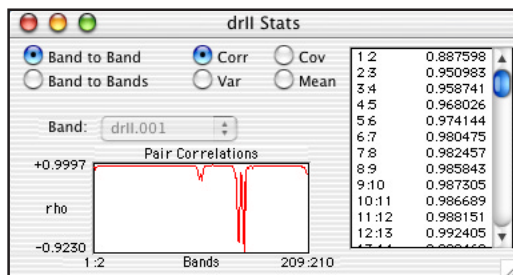 drll Stats
Band to Band Corr Cov
Band to Bands Var Mean
Band: drll.001
Pair Correlations
+0.9997
rho
-0.9230
1:2 Bands 209:210
1:2 0.887598
2:3 0.950983
3:4 0.958741
4:5 0.968026
5:6 0.974144
6:7 0.980475
7:8 0.982457
8:9 0.985843
9:10 0.987305
10:11 0.986689
11:12 0.988151
12:13 0.992405